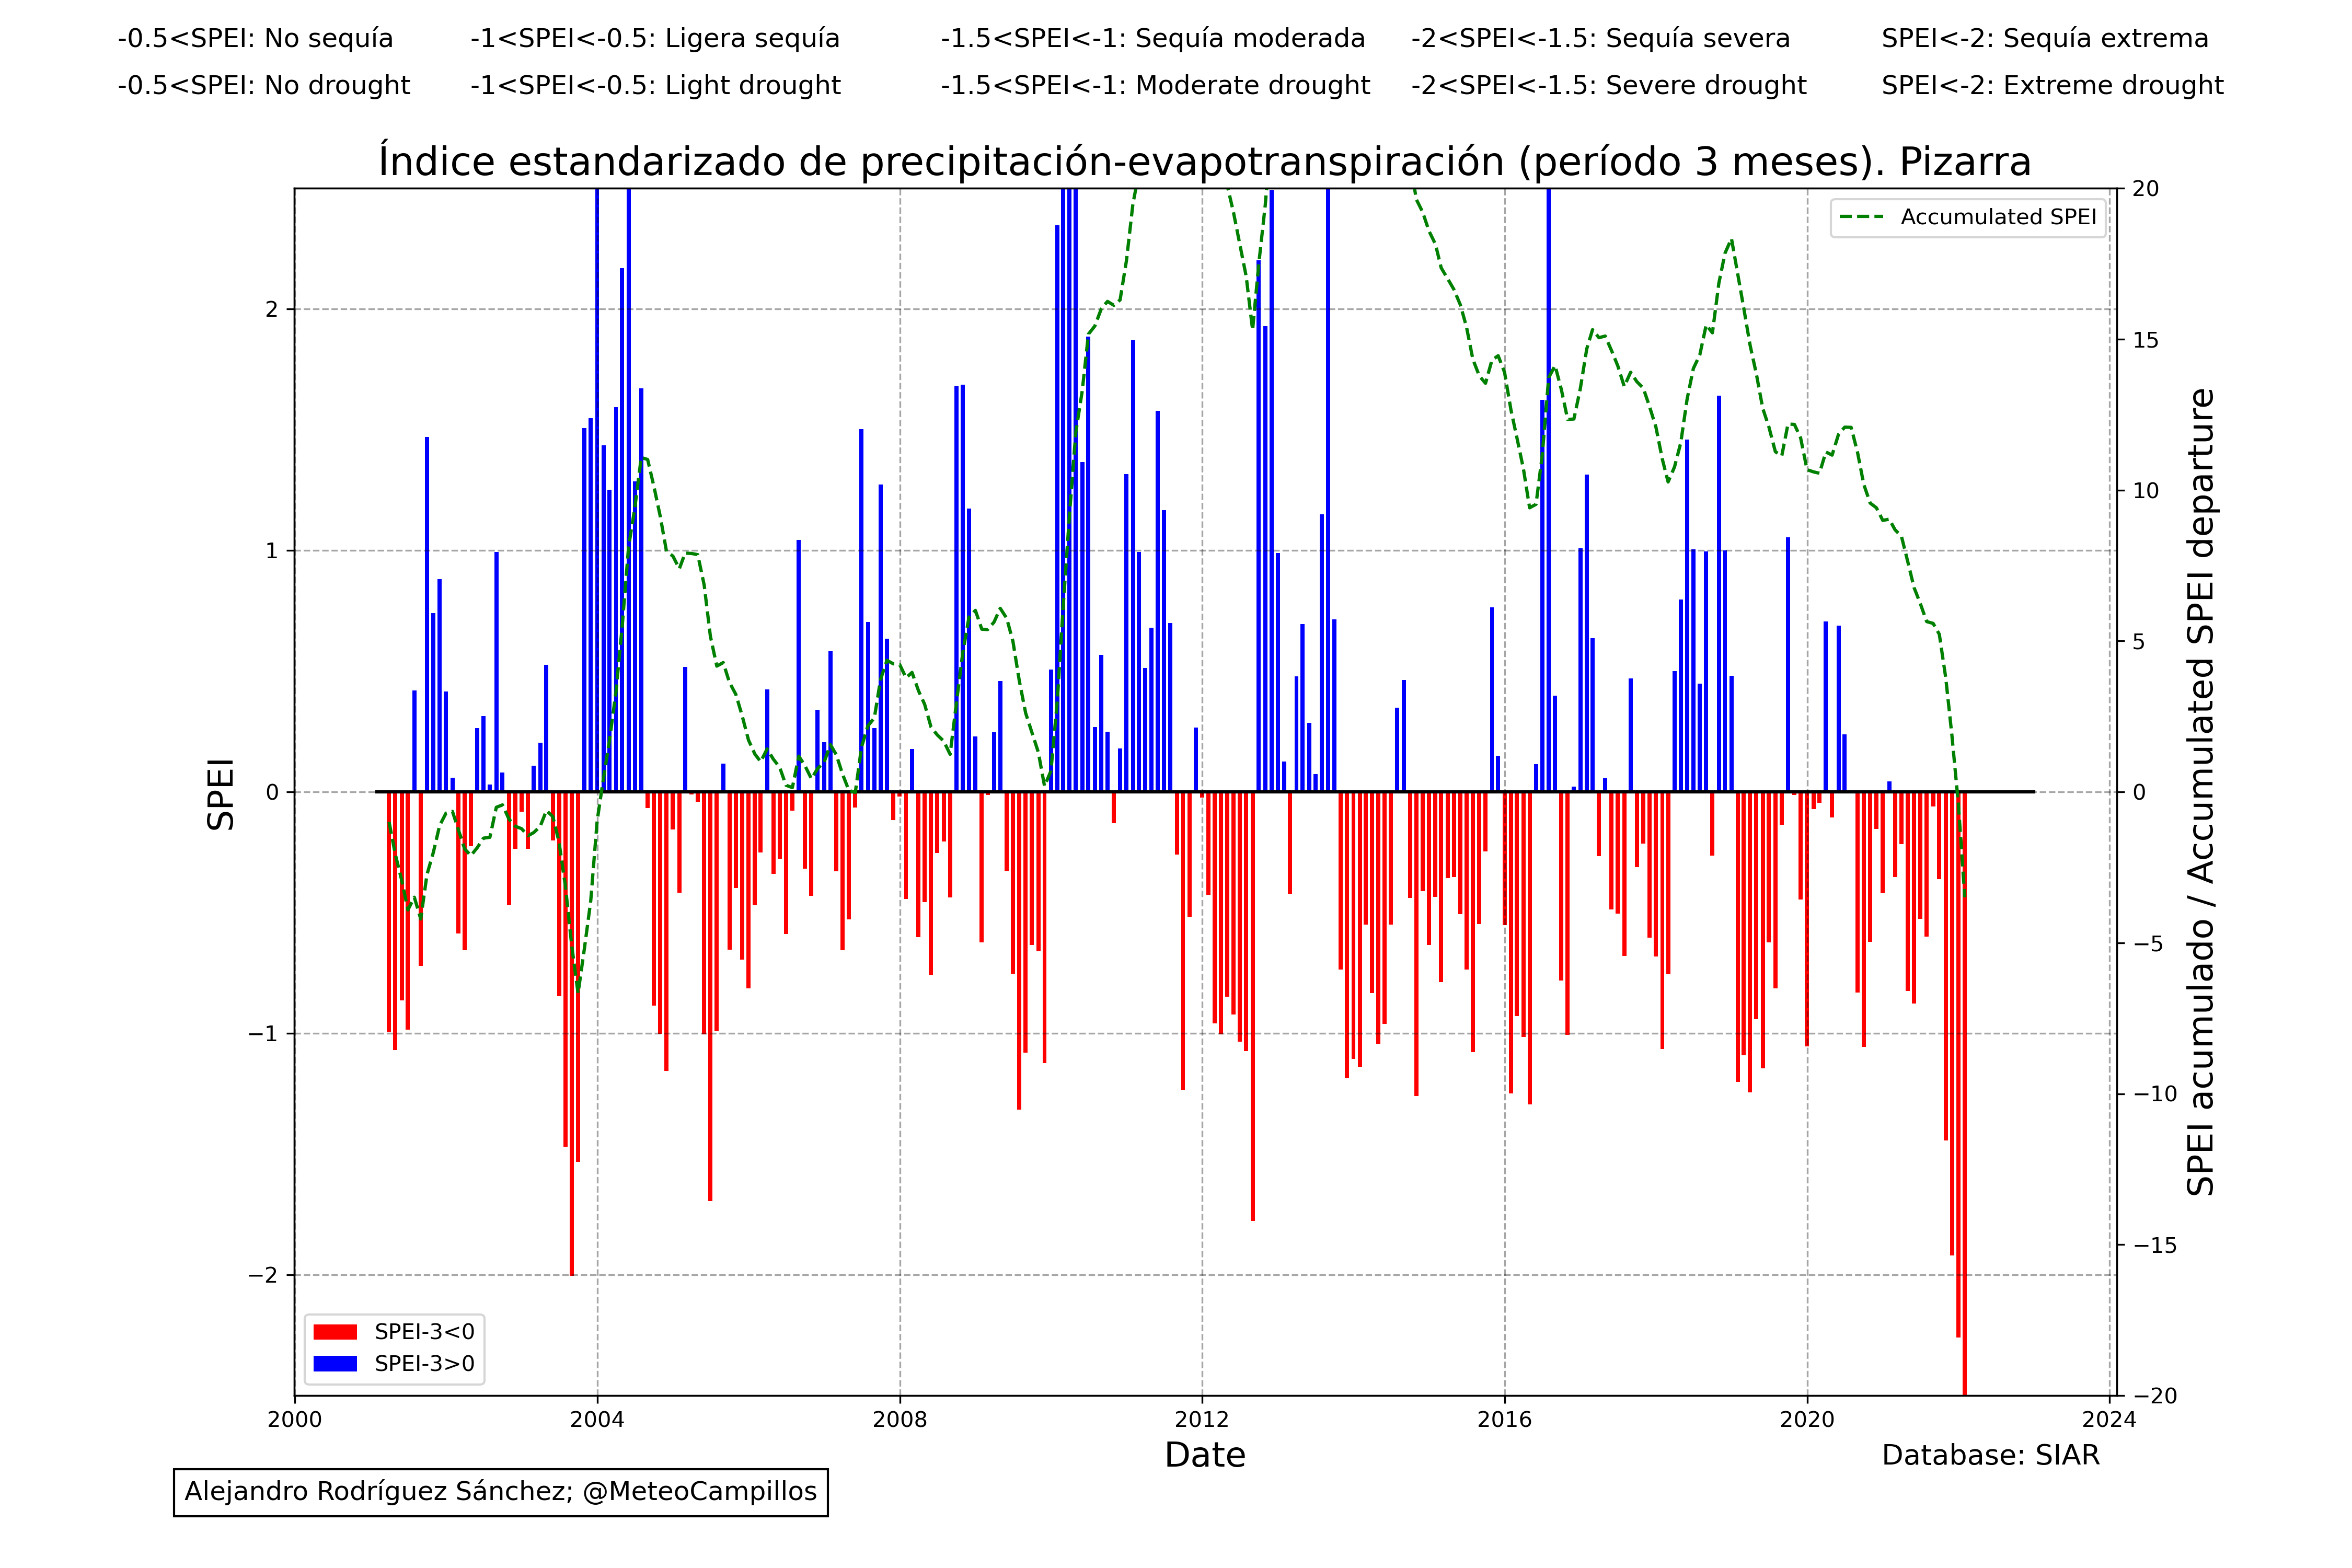 -0.5<SPEI: No sequía -1<SPEI<-0.5: Ligera sequía -1.5<SPEI<-1: Sequía moderada -2<SPEI<-1.5: Sequía severa SPEI<-2: Sequía extrema
-0.5<SPEI: No drought -1<SPEI<-0.5: Light drought -1.5<SPEI<-1: Moderate drought -2<SPEI<-1.5: Severe drought SPEI<-2: Extreme drought
Índice estandarizado de precipitación-evapotranspiración (período 3 meses). Pizarra
Accumulated SPEI
SPEI
2
1
0
−1
−2
20
15
10
5
0
−5
−10
−15
−20
SPEI acumulado / Accumulated SPEI departure
SPEI-3<0
SPEI-3>0
2000 2004 2008 2012 2016 2020 2024
Date
Database: SIAR
Alejandro Rodríguez Sánchez; @MeteoCampillos